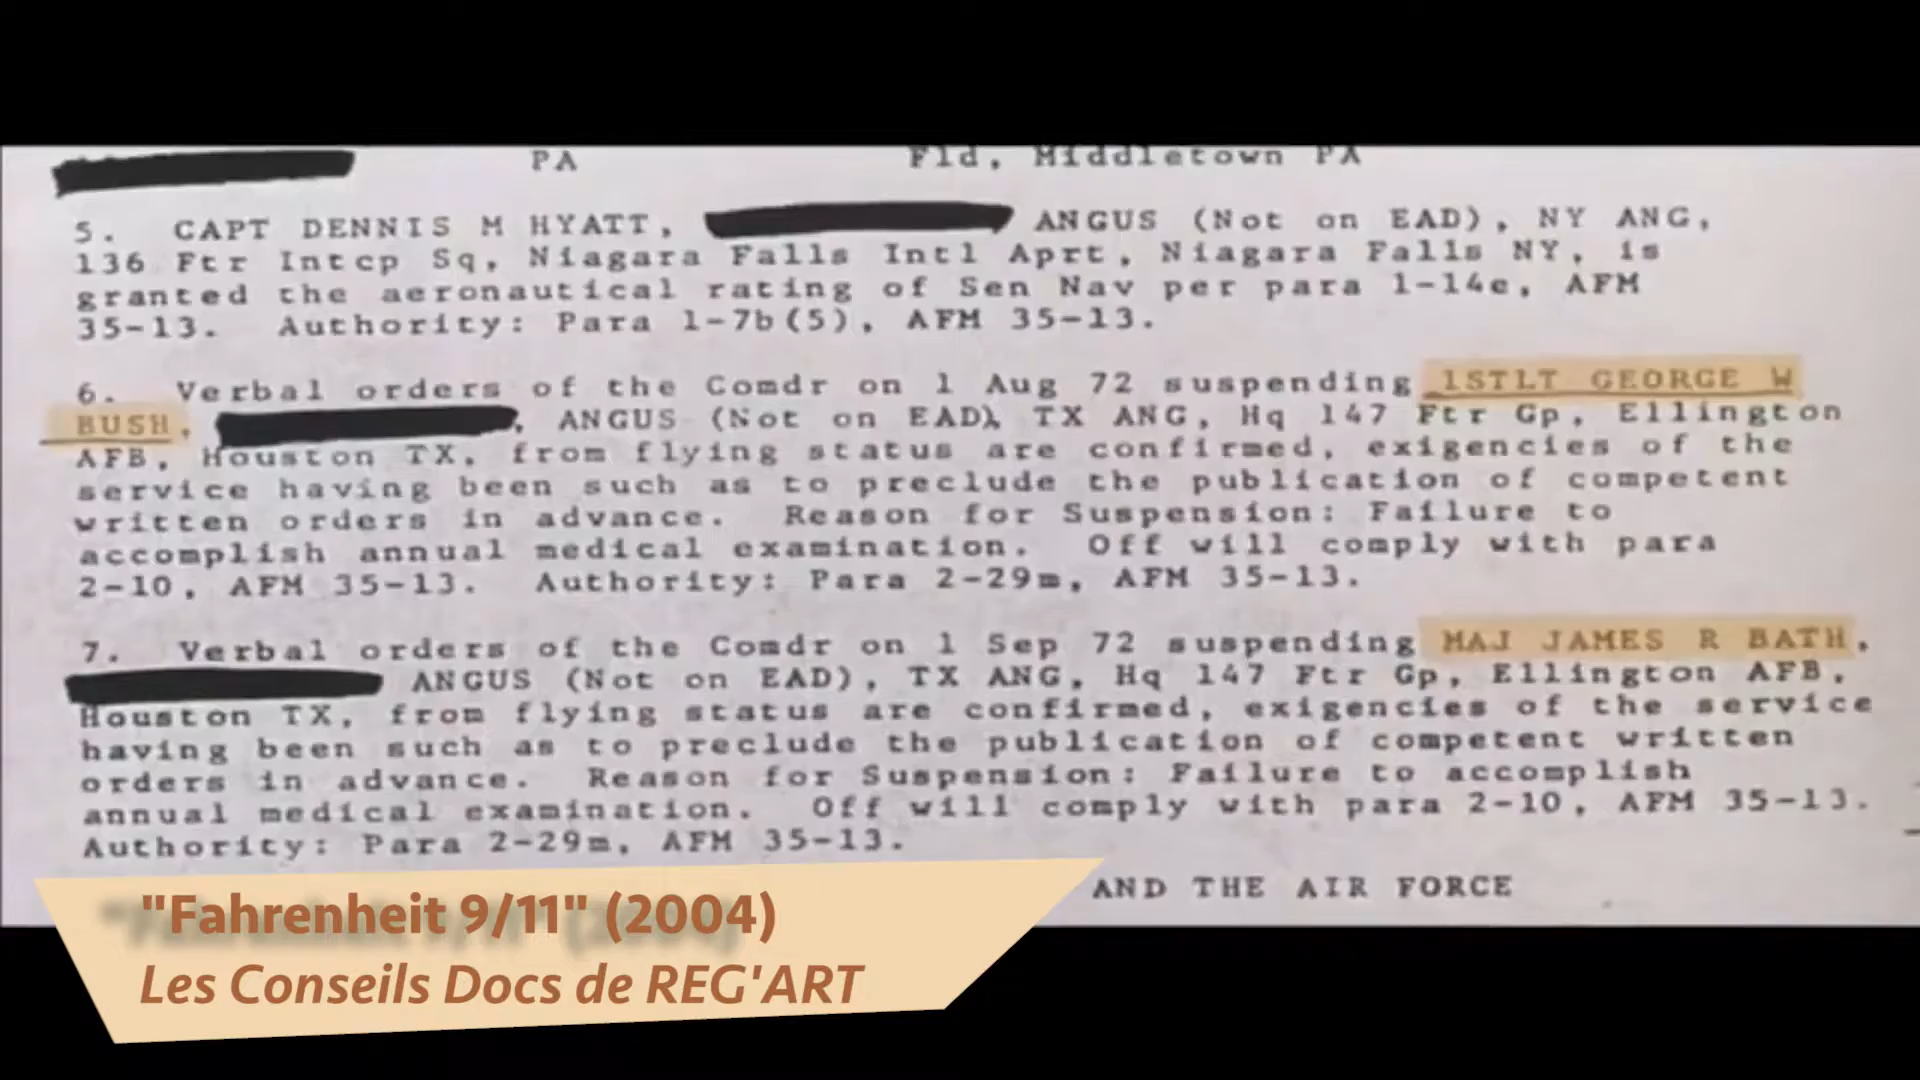 PA Fld, Middletown PA
5. CAPT DENNIS M HYATT, ANGUS (Not on EAD), NY ANG,
136 Ftr Intcp Sq, Niagara Falls Intl Aprt, Niagara Falls NY, is
granted the aeronautical rating of Sen Nav per para 1-14e, AFM
35-13. Authority: Para 1-7b(5), AFM 35-13.
6. Verbal orders of the Comdr on 1 Aug 72 suspending 1STLT GEORGE W
BUSH, ANGUS (Not on EAD), TX ANG, Hq 147 Ftr Gp, Ellington
AFB, Houston TX, from flying status are confirmed, exigencies of the
service having been such as to preclude the publication of competent
written orders in advance. Reason for Suspension: Failure to
accomplish annual medical examination. Off will comply with para
2-10, AFM 35-13. Authority: Para 2-29m, AFM 35-13.
7. Verbal orders of the Comdr on 1 Sep 72 suspending MAJ JAMES R BATH,
ANGUS (Not on EAD), TX ANG, Hq 147 Ftr Gp, Ellington AFB,
Houston TX, from flying status are confirmed, exigencies of the service
having been such as to preclude the publication of competent written
orders in advance. Reason for Suspension: Failure to accomplish
annual medical examination. Off will comply with para 2-10, AFM 35-13.
Authority: Para 2-29m, AFM 35-13.
AND THE AIR FORCE
"Fahrenheit 9/11" (2004)
Les Conseils Docs de REG'ART